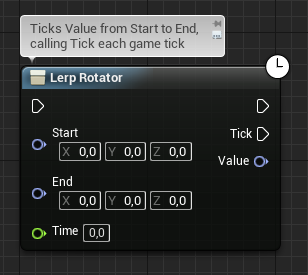 Ticks Value from Start to End,
calling Tick each game tick
Lerp Rotator
Start
X 0,0 Y 0,0 Z 0,0
Tick
Value
End
X 0,0 Y 0,0 Z 0,0
Time 0,0